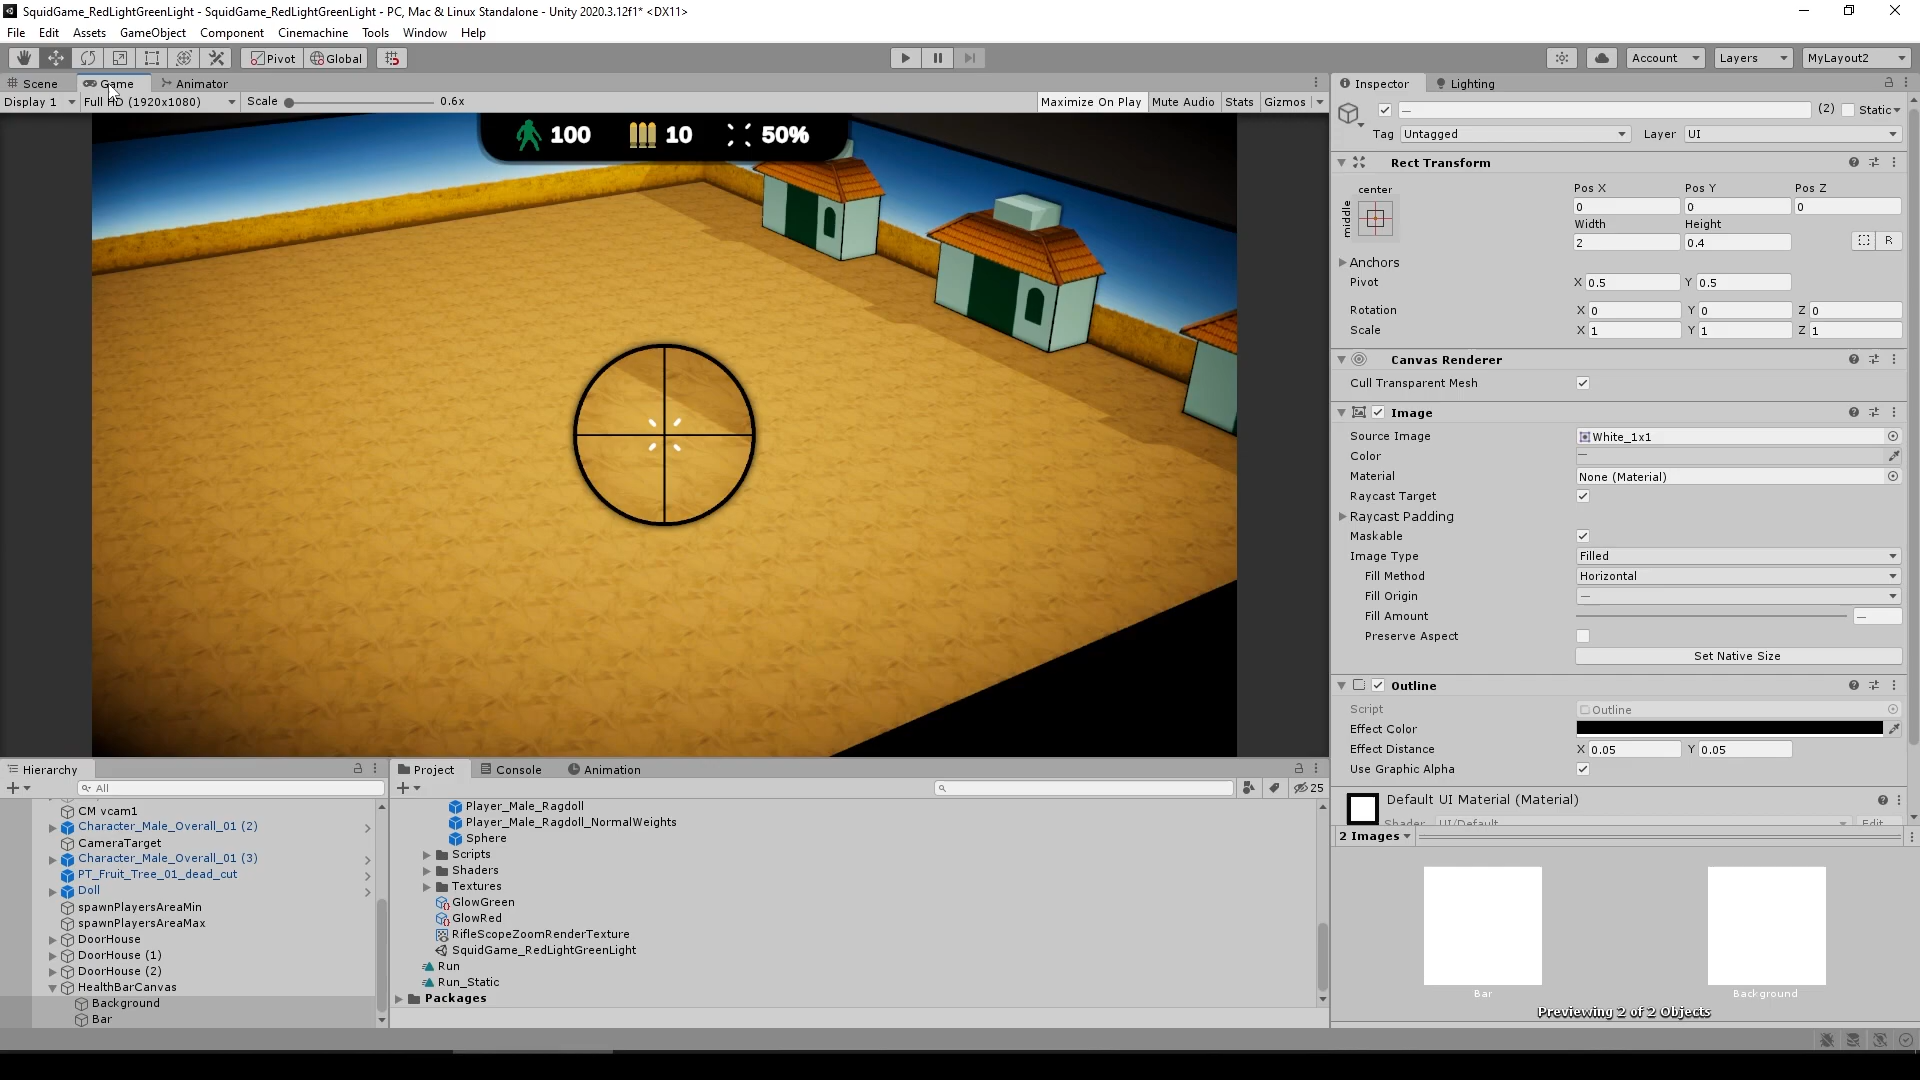 SquidGame_RedLightGreenLight - SquidGame_RedLightGreenLight - PC, Mac & Linux Standalone - Unity 2020.3.12f1* <DX11>
File Edit Assets GameObject Component Cinemachine Tools Window Help
Pivot Global Account Layers MyLayout2
Scene Game Animator
Display 1 Full HD (1920x1080) Scale 0.6x Maximize On Play Mute Audio Stats Gizmos
100 10 50%
Inspector Lighting
— (2) Static
Tag Untagged Layer UI
Rect Transform
center
middle
Pos X Pos Y Pos Z
0 0 0
Width Height
2 0.4 R
Anchors
Pivot X 0.5 Y 0.5
Rotation X 0 Y 0 Z 0
Scale X 1 Y 1 Z 1
Canvas Renderer
Cull Transparent Mesh
Image
Source Image White_1x1
Color —
Material None (Material)
Raycast Target
Raycast Padding
Maskable
Image Type Filled
Fill Method Horizontal
Fill Origin —
Fill Amount —
Preserve Aspect
Set Native Size
Outline
Script Outline
Effect Color
Effect Distance X 0.05 Y 0.05
Use Graphic Alpha
Default UI Material (Material)
Shader UI/Default Edit
2 Images
Bar Background
Previewing 2 of 2 Objects
Hierarchy
All
CM vcam1
Character_Male_Overall_01 (2)
CameraTarget
Character_Male_Overall_01 (3)
PT_Fruit_Tree_01_dead_cut
Doll
spawnPlayersAreaMin
spawnPlayersAreaMax
DoorHouse
DoorHouse (1)
DoorHouse (2)
HealthBarCanvas
Background
Bar
Project Console Animation
25
Player_Male_Ragdoll
Player_Male_Ragdoll_NormalWeights
Sphere
Scripts
Shaders
Textures
GlowGreen
GlowRed
RifleScopeZoomRenderTexture
SquidGame_RedLightGreenLight
Run
Run_Static
Packages